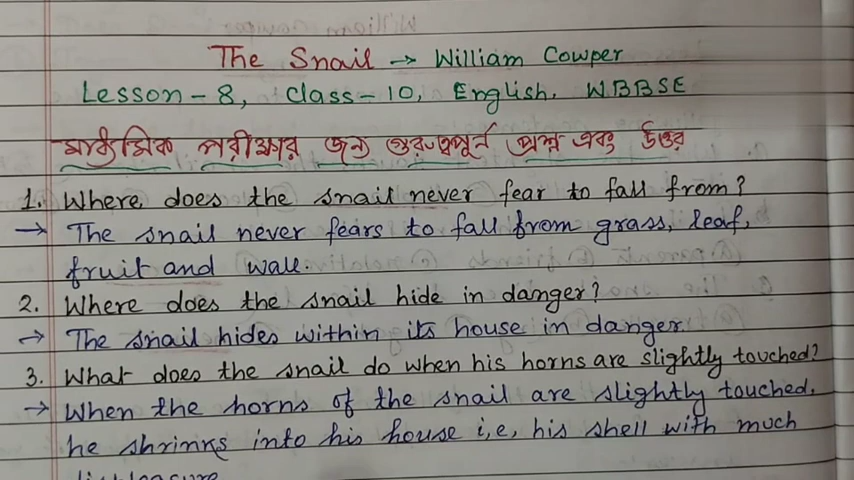 The Snail → William Cowper
Lesson - 8, Class - 10, English, WBBSE
মাধ্যমিক পরীক্ষার জন্য গুরুত্বপূর্ন প্রশ্ন এবং উত্তর
1. Where does the snail never fear to fall from?
→ The snail never fears to fall from grass, leaf,
fruit and wall.
2. Where does the snail hide in danger?
→ The snail hides within its house in danger.
3. What does the snail do when his horns are slightly touched?
→ When the horns of the snail are slightly touched,
he shrinks into his house i,e, his shell with much
displeasure